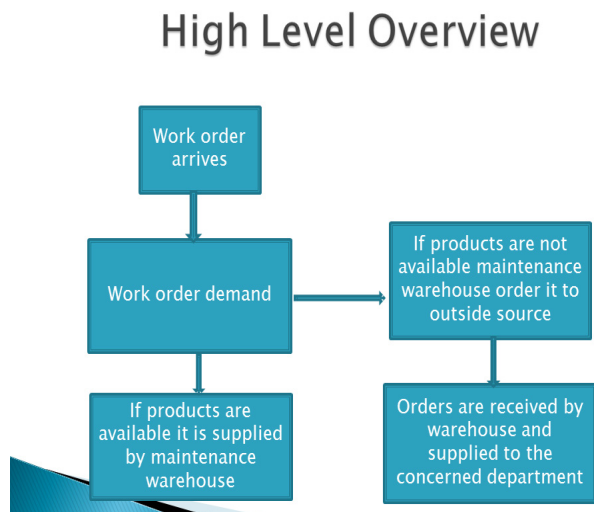 High Level Overview
Work order
arrives
Work order demand
If products are not
available maintenance
warehouse order it to
outside source
If products are
available it is supplied
by maintenance
warehouse
Orders are received by
warehouse and
supplied to the
concerned department